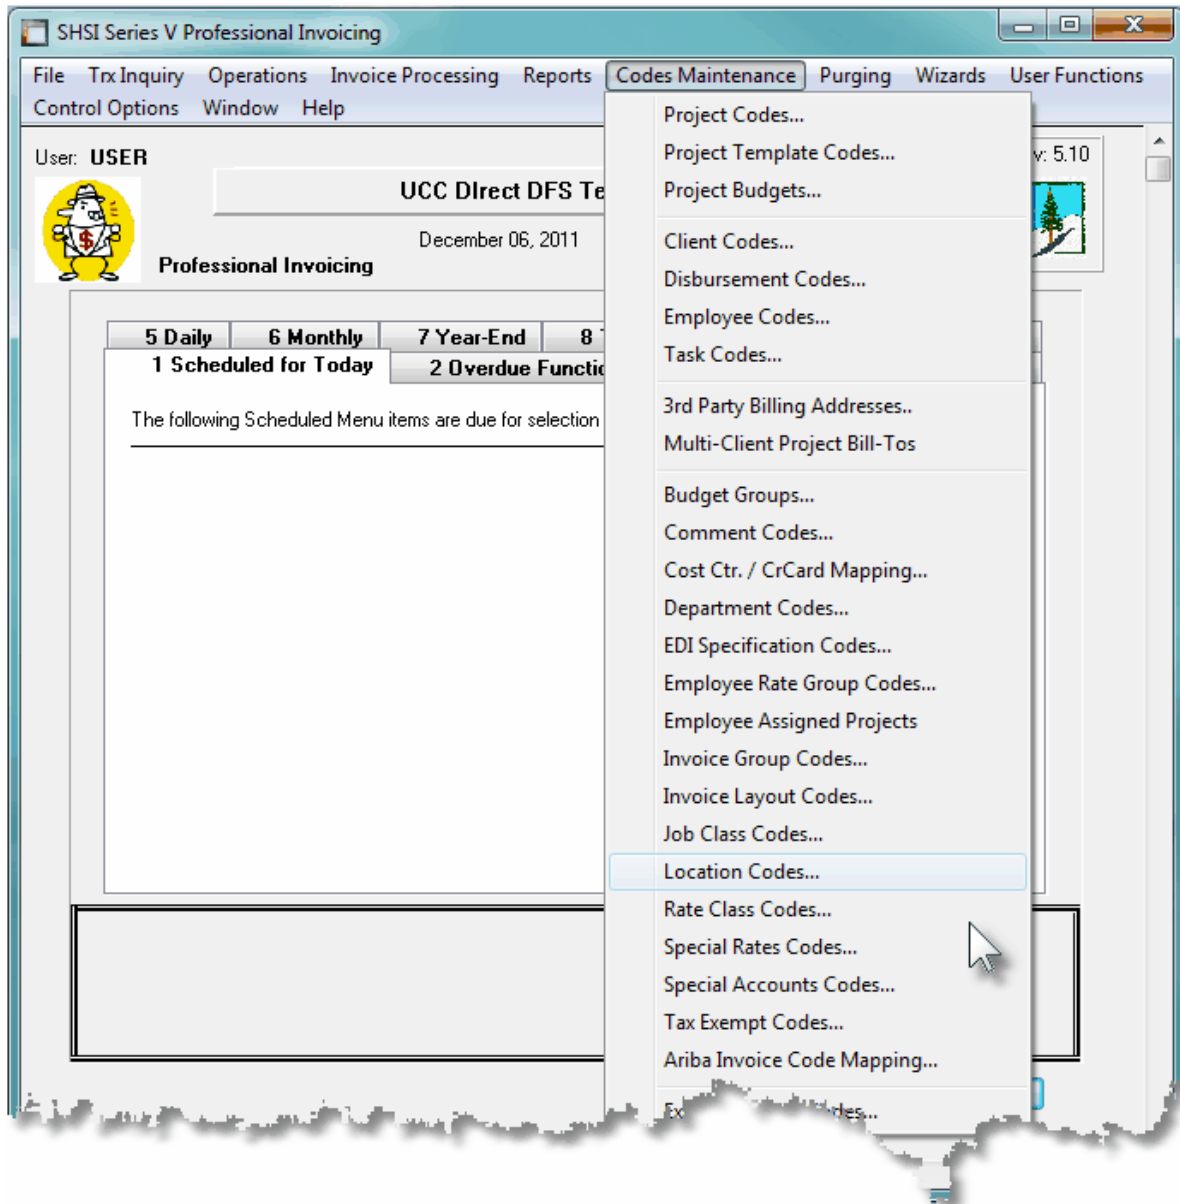 SHSI Series V Professional Invoicing
File Trx Inquiry Operations Invoice Processing Reports Codes Maintenance Purging Wizards User Functions
Control Options Window Help
User: USER
v: 5.10
UCC DIrect DFS Te
December 06, 2011
Professional Invoicing
$
5 Daily 6 Monthly 7 Year-End 8
1 Scheduled for Today 2 Overdue Functio
The following Scheduled Menu items are due for selection
Project Codes...
Project Template Codes...
Project Budgets...
Client Codes...
Disbursement Codes...
Employee Codes...
Task Codes...
3rd Party Billing Addresses..
Multi-Client Project Bill-Tos
Budget Groups...
Comment Codes...
Cost Ctr. / CrCard Mapping...
Department Codes...
EDI Specification Codes...
Employee Rate Group Codes...
Employee Assigned Projects
Invoice Group Codes...
Invoice Layout Codes...
Job Class Codes...
Location Codes...
Rate Class Codes...
Special Rates Codes...
Special Accounts Codes...
Tax Exempt Codes...
Ariba Invoice Code Mapping...